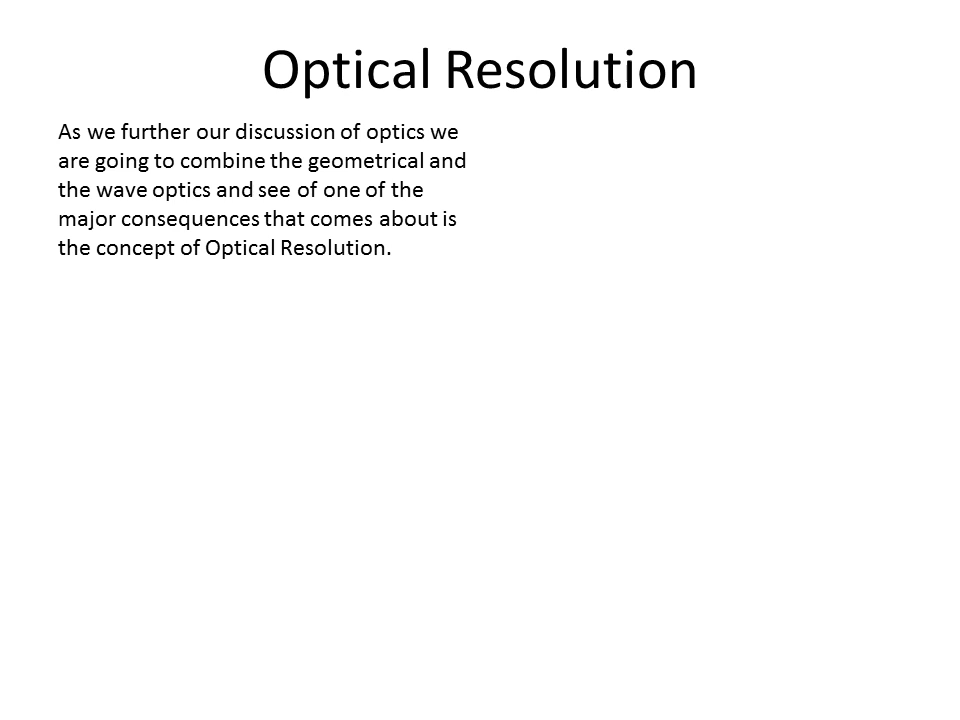 Optical Resolution
As we further our discussion of optics we
are going to combine the geometrical and
the wave optics and see of one of the
major consequences that comes about is
the concept of Optical Resolution.